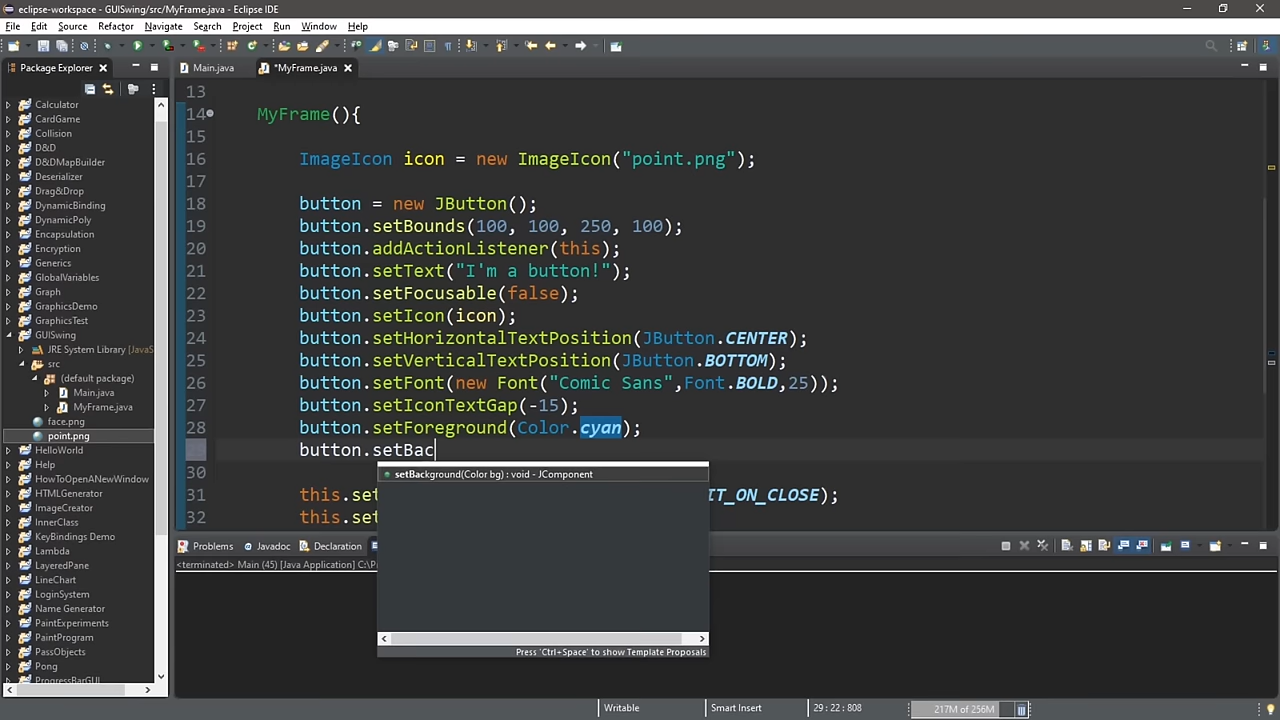 eclipse-workspace - GUISwing/src/MyFrame.java - Eclipse IDE
File Edit Source Refactor Navigate Search Project Run Window Help
Package Explorer
Main.java
*MyFrame.java
Calculator
CardGame
Collision
D&D
D&DMapBuilder
Deserializer
Drag&Drop
DynamicBinding
DynamicPoly
Encapsulation
Encryption
Generics
GlobalVariables
Graph
GraphicsDemo
GraphicsTest
GUISwing
JRE System Library [JavaS
src
(default package)
Main.java
MyFrame.java
face.png
point.png
HelloWorld
Help
HowToOpenANewWindow
HTMLGenerator
ImageCreator
InnerClass
KeyBindings Demo
Lambda
LayeredPane
LineChart
LoginSystem
Name Generator
PaintExperiments
PaintProgram
PassObjects
Pong
ProgressBarGUI
13
14 MyFrame(){
15
16 ImageIcon icon = new ImageIcon("point.png");
17
18 button = new JButton();
19 button.setBounds(100, 100, 250, 100);
20 button.addActionListener(this);
21 button.setText("I'm a button!");
22 button.setFocusable(false);
23 button.setIcon(icon);
24 button.setHorizontalTextPosition(JButton.CENTER);
25 button.setVerticalTextPosition(JButton.BOTTOM);
26 button.setFont(new Font("Comic Sans",Font.BOLD,25));
27 button.setIconTextGap(-15);
28 button.setForeground(Color.cyan);
button.setBac
30
31 this.set IT_ON_CLOSE);
32 this.set
setBackground(Color bg) : void - JComponent
Press 'Ctrl+Space' to show Template Proposals
Problems Javadoc Declaration
<terminated> Main (45) [Java Application] C:\P
Writable Smart Insert 29 : 22 : 808 217M of 256M